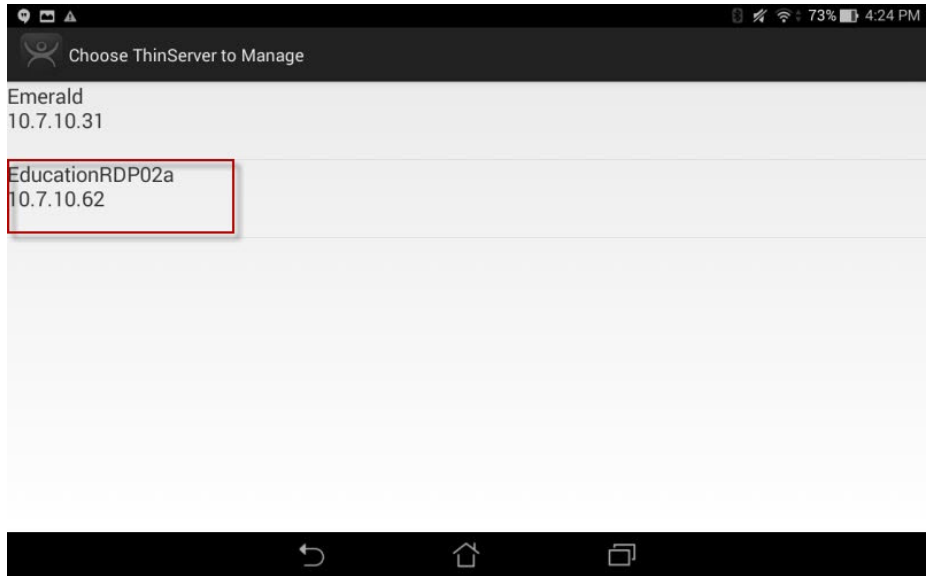 73% 4:24 PM
Choose ThinServer to Manage
Emerald
10.7.10.31
EducationRDP02a
10.7.10.62